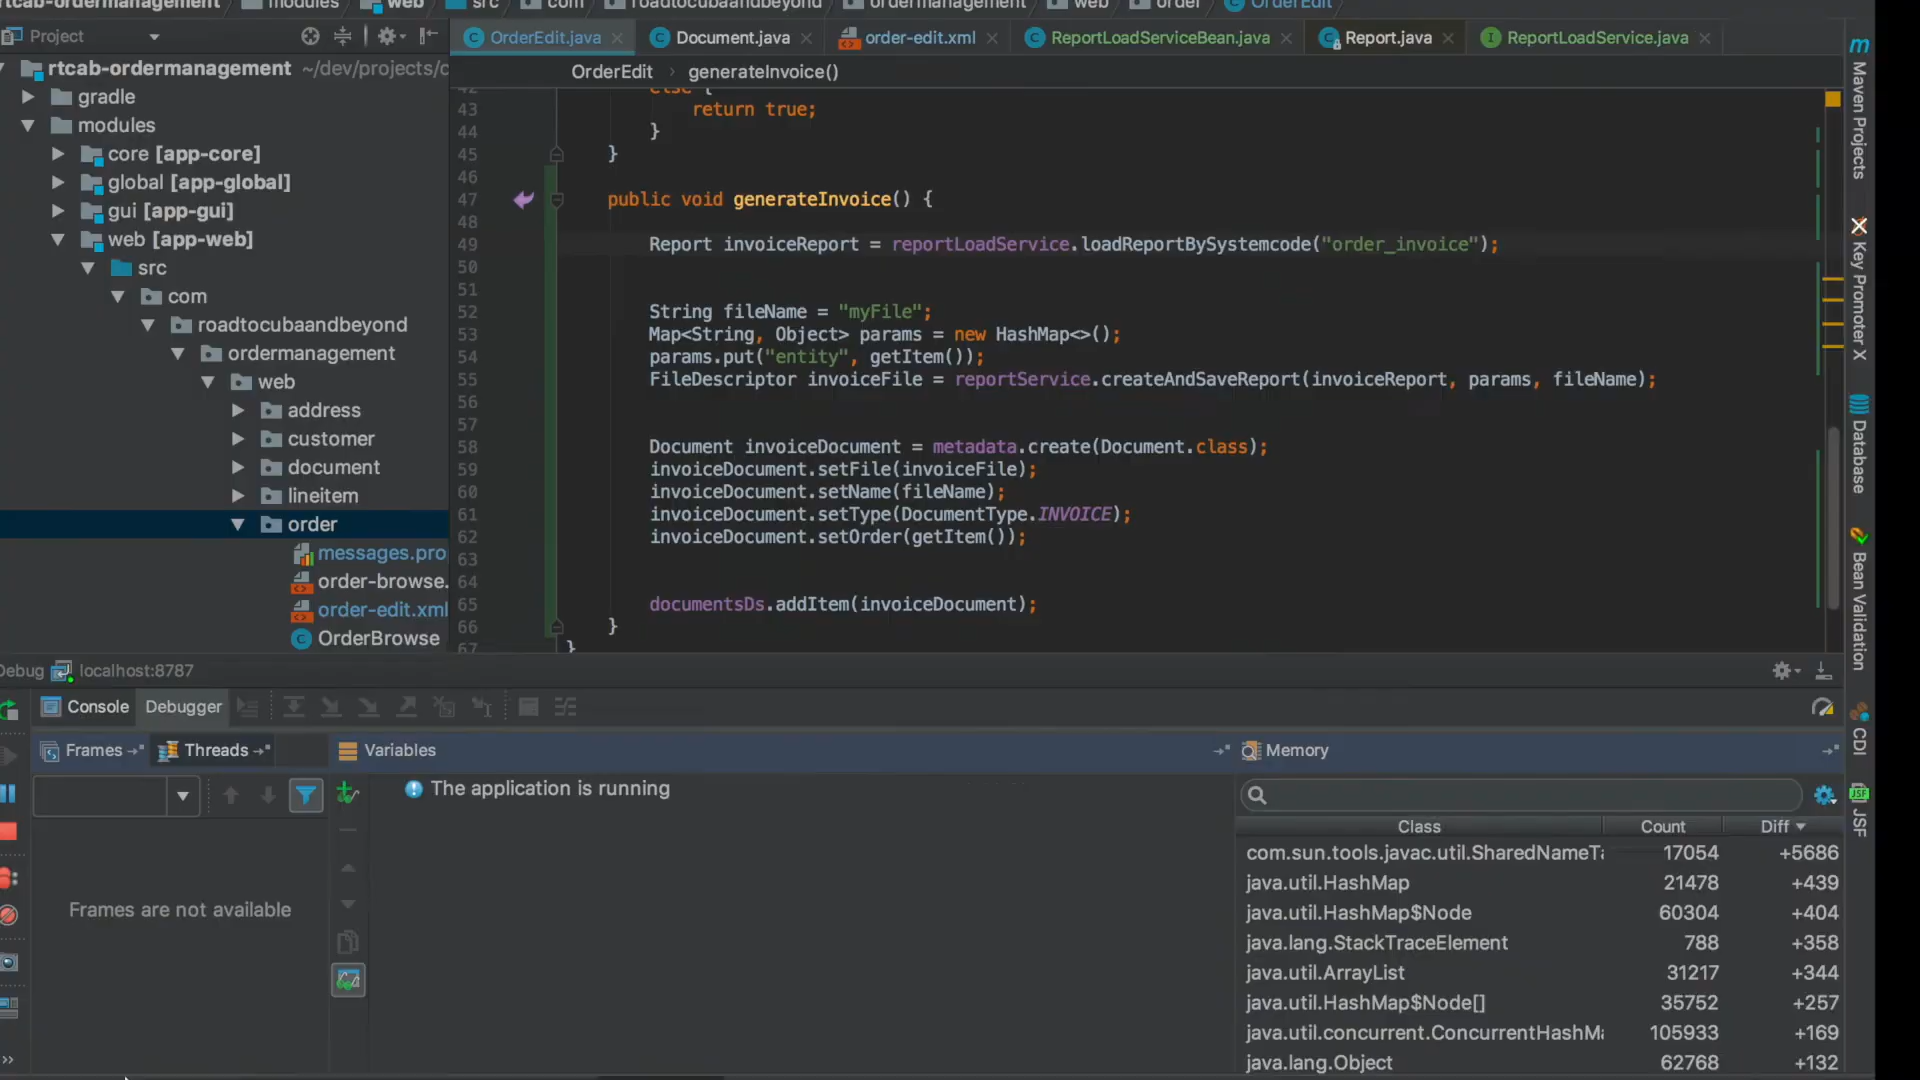 rtcab-ordermanagement modules web src com roadtocubaandbeyond ordermanagement web order OrderEdit
Project
OrderEdit.java Document.java order-edit.xml ReportLoadServiceBean.java Report.java ReportLoadService.java
OrderEdit generateInvoice()
rtcab-ordermanagement ~/dev/projects/c
gradle
modules
core [app-core]
global [app-global]
gui [app-gui]
web [app-web]
src
com
roadtocubaandbeyond
ordermanagement
web
address
customer
document
lineitem
order
messages.pro
order-browse.
order-edit.xml
OrderBrowse
42 else {
43 return true;
44 }
45 }
46
47 public void generateInvoice() {
48
49 Report invoiceReport = reportLoadService.loadReportBySystemcode("order_invoice");
50
51
52 String fileName = "myFile";
53 Map<String, Object> params = new HashMap<>();
54 params.put("entity", getItem());
55 FileDescriptor invoiceFile = reportService.createAndSaveReport(invoiceReport, params, fileName);
56
57
58 Document invoiceDocument = metadata.create(Document.class);
59 invoiceDocument.setFile(invoiceFile);
60 invoiceDocument.setName(fileName);
61 invoiceDocument.setType(DocumentType.INVOICE);
62 invoiceDocument.setOrder(getItem());
63
64
65 documentsDs.addItem(invoiceDocument);
66 }
67 }
Maven Projects
Key Promoter X
Database
Bean Validation
CDI
JSF
Debug localhost:8787
Console Debugger
Frames Threads Variables Memory
The application is running
Frames are not available
Class Count Diff
com.sun.tools.javac.util.SharedNameTa 17054 +5686
java.util.HashMap 21478 +439
java.util.HashMap$Node 60304 +404
java.lang.StackTraceElement 788 +358
java.util.ArrayList 31217 +344
java.util.HashMap$Node[] 35752 +257
java.util.concurrent.ConcurrentHashMa 105933 +169
java.lang.Object 62768 +132